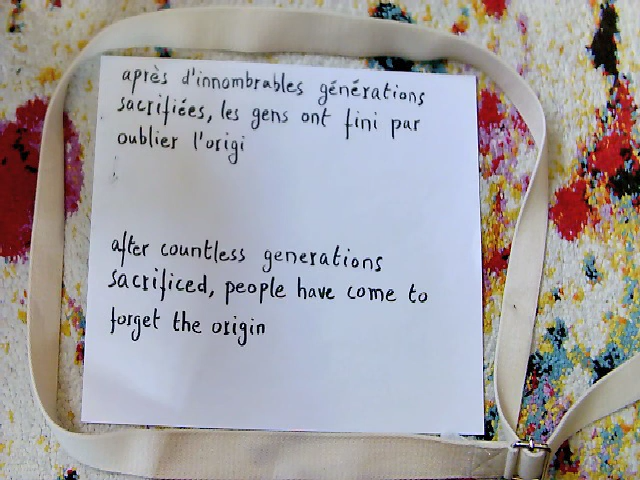 après d'innombrables générations
sacrifiées, les gens ont fini par
oublier l'origi
after countless generations
sacrificed, people have come to
forget the origin